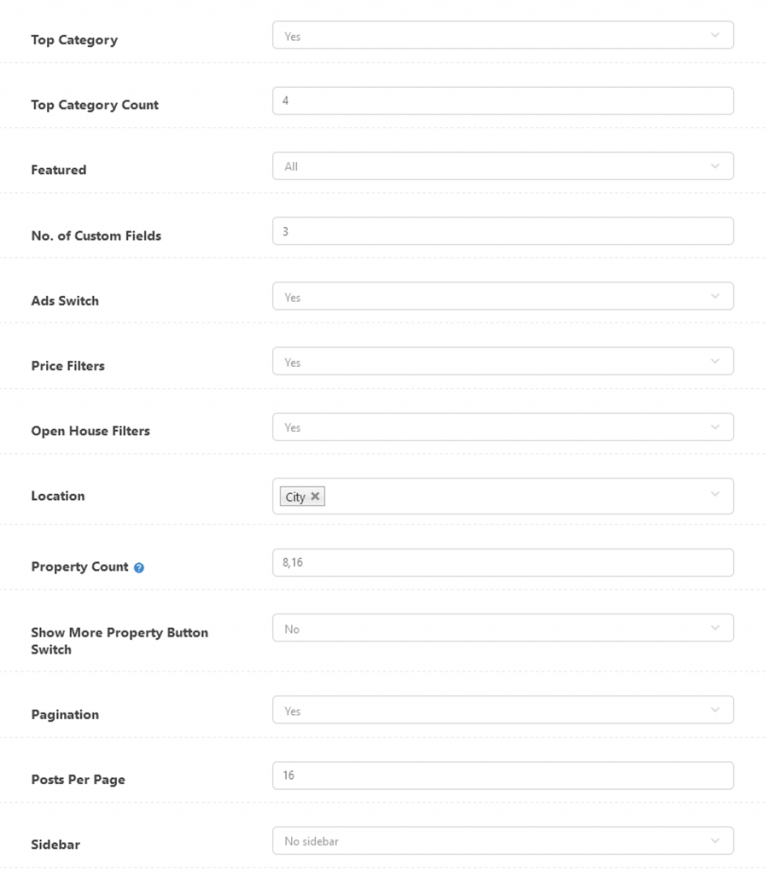 Top Category
Yes
Top Category Count
4
Featured
All
No. of Custom Fields
3
Ads Switch
Yes
Price Filters
Yes
Open House Filters
Yes
Location
City ✕
Property Count ?
8,16
Show More Property Button
Switch
No
Pagination
Yes
Posts Per Page
16
Sidebar
No sidebar